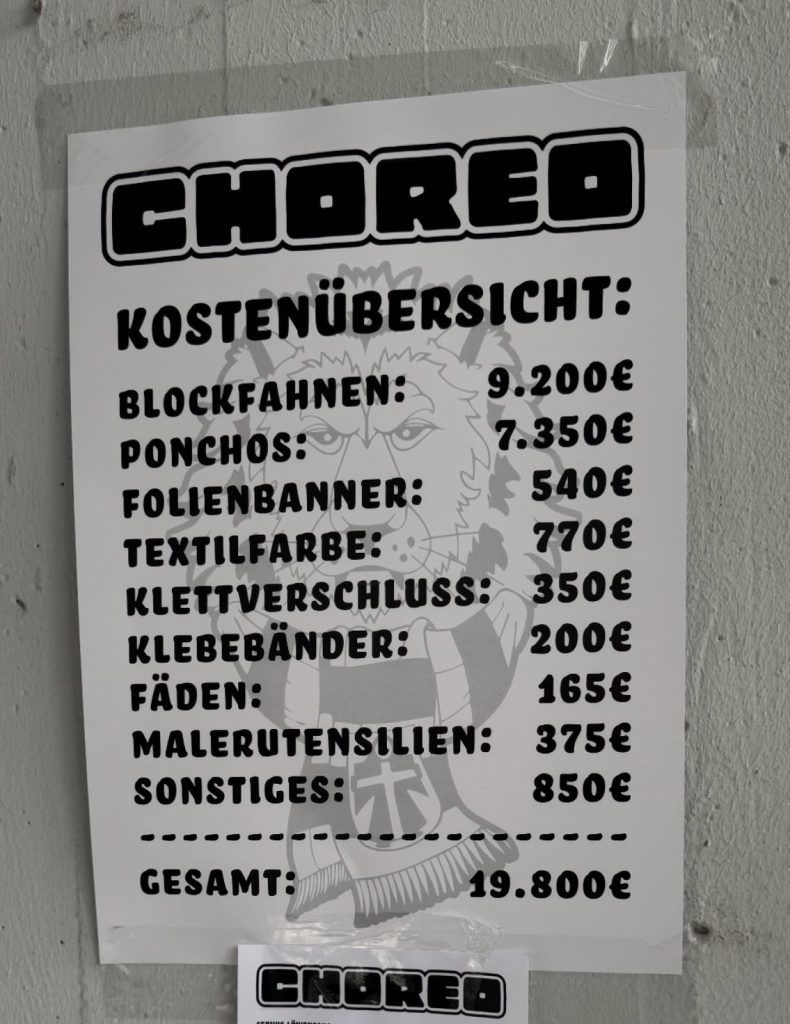 CHOREO
KOSTENÜBERSICHT:
BLOCKFAHNEN: 9.200€
PONCHOS: 7.350€
FOLIENBANNER: 540€
TEXTILFARBE: 770€
KLETTVERSCHLUSS: 350€
KLEBEBÄNDER: 200€
FÄDEN: 165€
MALERUTENSILIEN: 375€
SONSTIGES: 850€
-----------------------
GESAMT: 19.800€
CHOREO